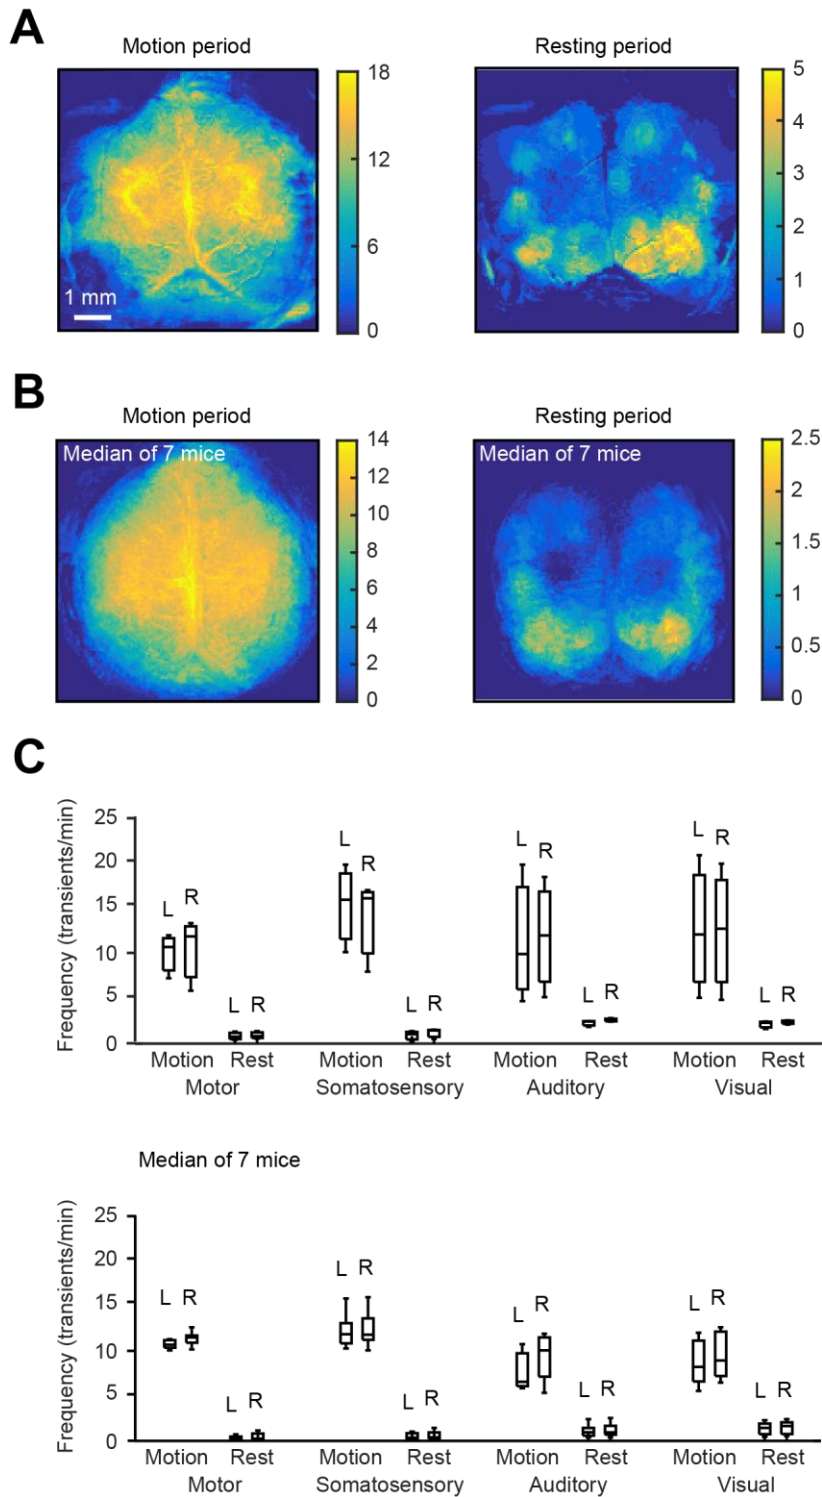 A
Motion period
Resting period
18
12
6
0
1 mm
5
4
3
2
1
0
B
Motion period
Resting period
Median of 7 mice
14
12
10
8
6
4
2
0
Median of 7 mice
2.5
2
1.5
1
0.5
0
C
Frequency (transients/min)
25
20
15
10
5
0
L R L R L R L R L R L R L R L R
Motion Rest Motion Rest Motion Rest Motion Rest
Motor Somatosensory Auditory Visual
Median of 7 mice
Frequency (transients/min)
25
20
15
10
5
0
L R L R L R L R L R L R L R L R
Motion Rest Motion Rest Motion Rest Motion Rest
Motor Somatosensory Auditory Visual